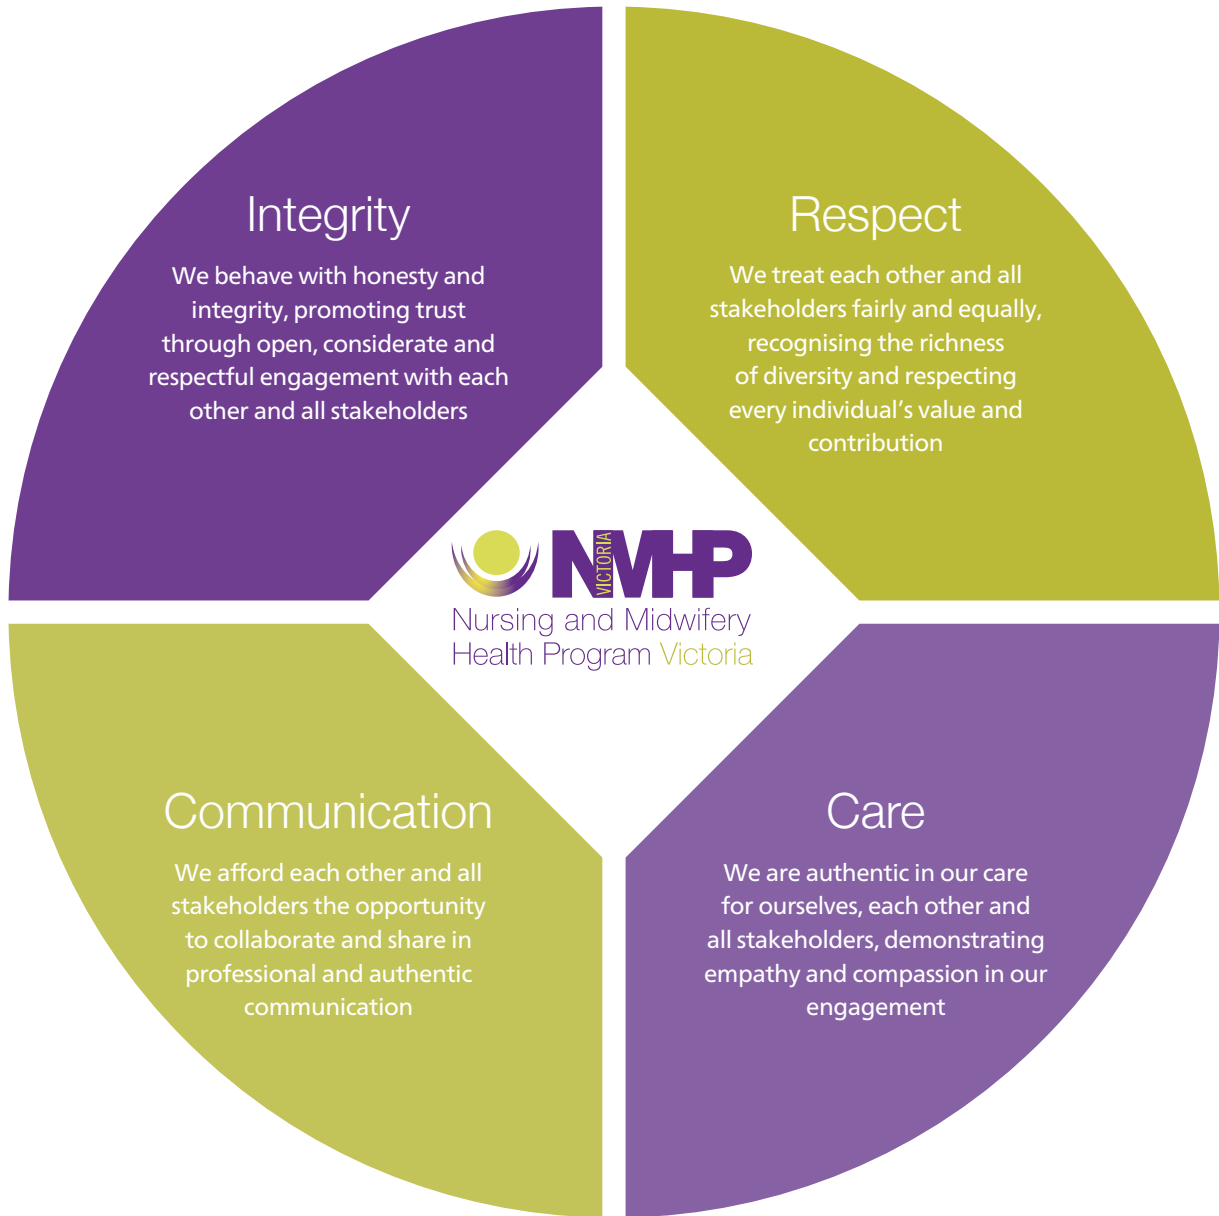 Integrity
We behave with honesty and
integrity, promoting trust
through open, considerate and
respectful engagement with each
other and all stakeholders
Respect
We treat each other and all
stakeholders fairly and equally,
recognising the richness
of diversity and respecting
every individual’s value and
contribution
NMHP
VICTORIA
Nursing and Midwifery
Health Program Victoria
Communication
We afford each other and all
stakeholders the opportunity
to collaborate and share in
professional and authentic
communication
Care
We are authentic in our care
for ourselves, each other and
all stakeholders, demonstrating
empathy and compassion in our
engagement